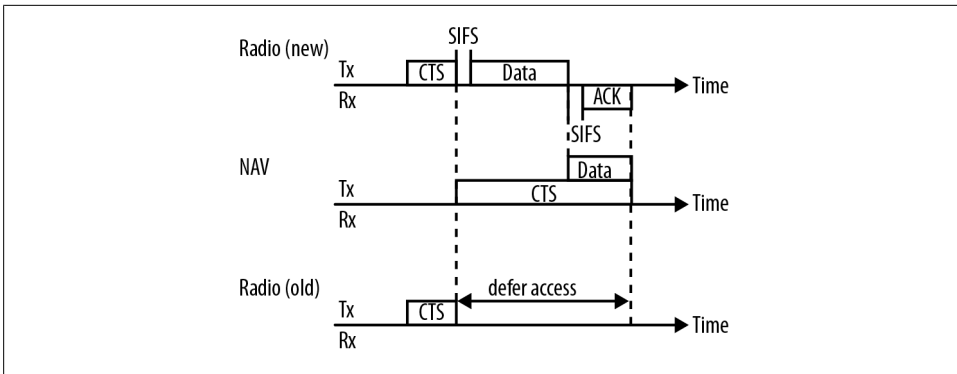 SIFS
Radio (new)
Tx
CTS
Data
Time
Rx
ACK
SIFS
NAV
Data
Tx
CTS
Time
Rx
Radio (old)
defer access
Tx
CTS
Time
Rx